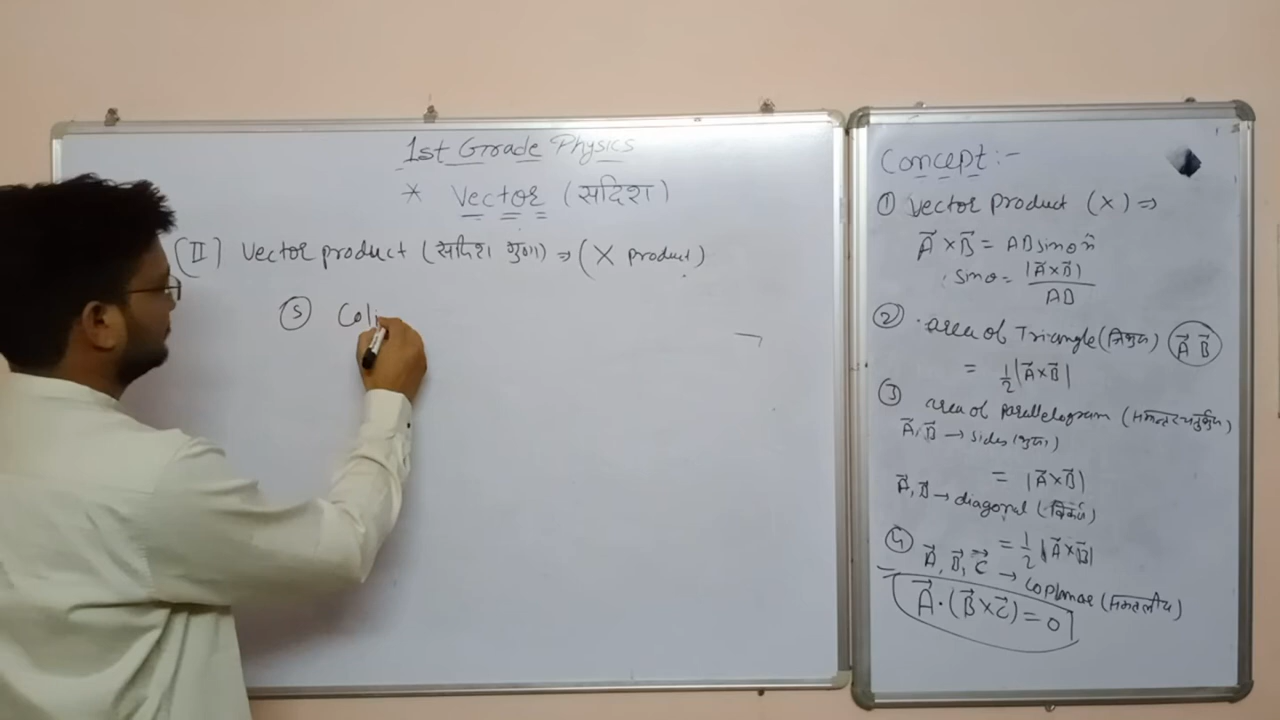 1st Grade Physics
* Vector (सदिश)
(II) Vector product (सदिश गुणा) ⇒ (X product)
(5) Coli
Concept:-
(1) Vector Product (X) ⇒
A⃗ × B⃗ = AB sinθ n̂
sinθ = |A⃗ × B⃗| / AB
(2) area of Triangle (त्रिभुज) (A⃗ B⃗)
= 1/2 |A⃗ × B⃗|
(3) area of Parallelogram (समान्तर चतुर्भुज)
A⃗, B⃗ → sides (भुजा)
= |A⃗ × B⃗|
A⃗, B⃗ → diagonal (विकर्ण)
= 1/2 |A⃗ × B⃗|
(4) A⃗, B⃗, C⃗ → Coplanar (समतलीय)
A⃗ · (B⃗ × C⃗) = 0